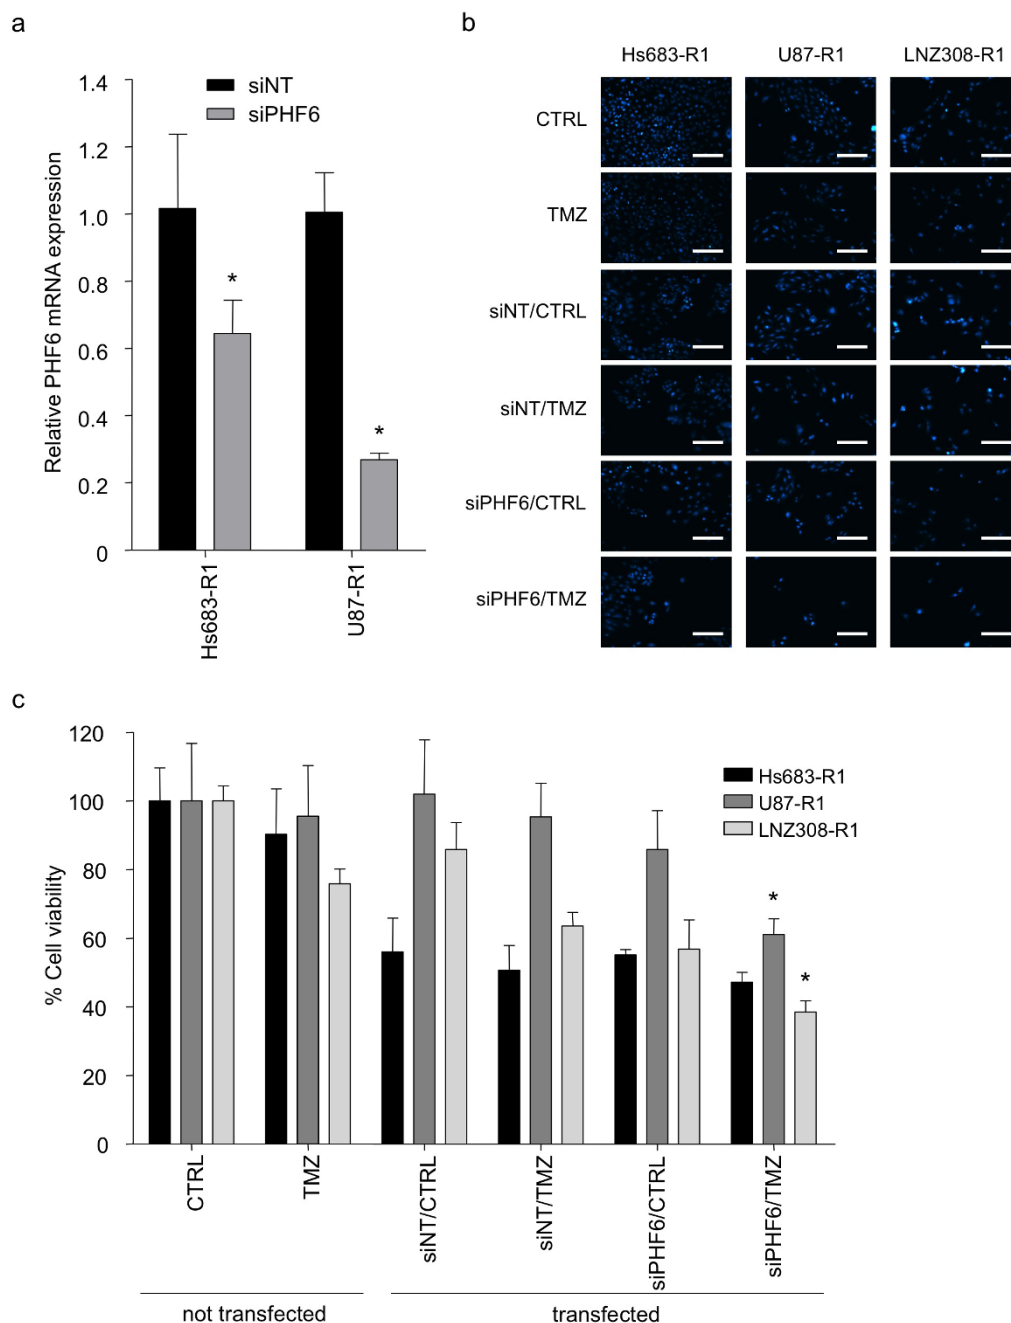 a
1.4
1.2
1.0
0.8
0.6
0.4
0.2
0
Relative PHF6 mRNA expression
siNT
siPHF6
*
*
Hs683-R1
U87-R1
b
Hs683-R1 U87-R1 LNZ308-R1
CTRL
TMZ
siNT/CTRL
siNT/TMZ
siPHF6/CTRL
siPHF6/TMZ
c
120
100
80
60
40
20
0
% Cell viability
Hs683-R1
U87-R1
LNZ308-R1
*
*
CTRL
TMZ
siNT/CTRL
siNT/TMZ
siPHF6/CTRL
siPHF6/TMZ
not transfected
transfected